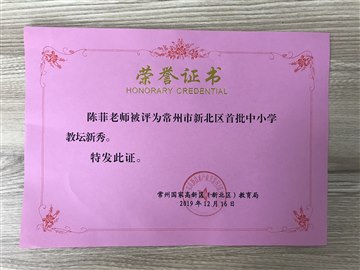 荣誉证书
HONORARY CREDENTIAL
陈菲老师被评为常州市新北区首批中小学
教坛新秀。
特发此证。
常州国家高新区（新北区）教育局
2019年12月16日